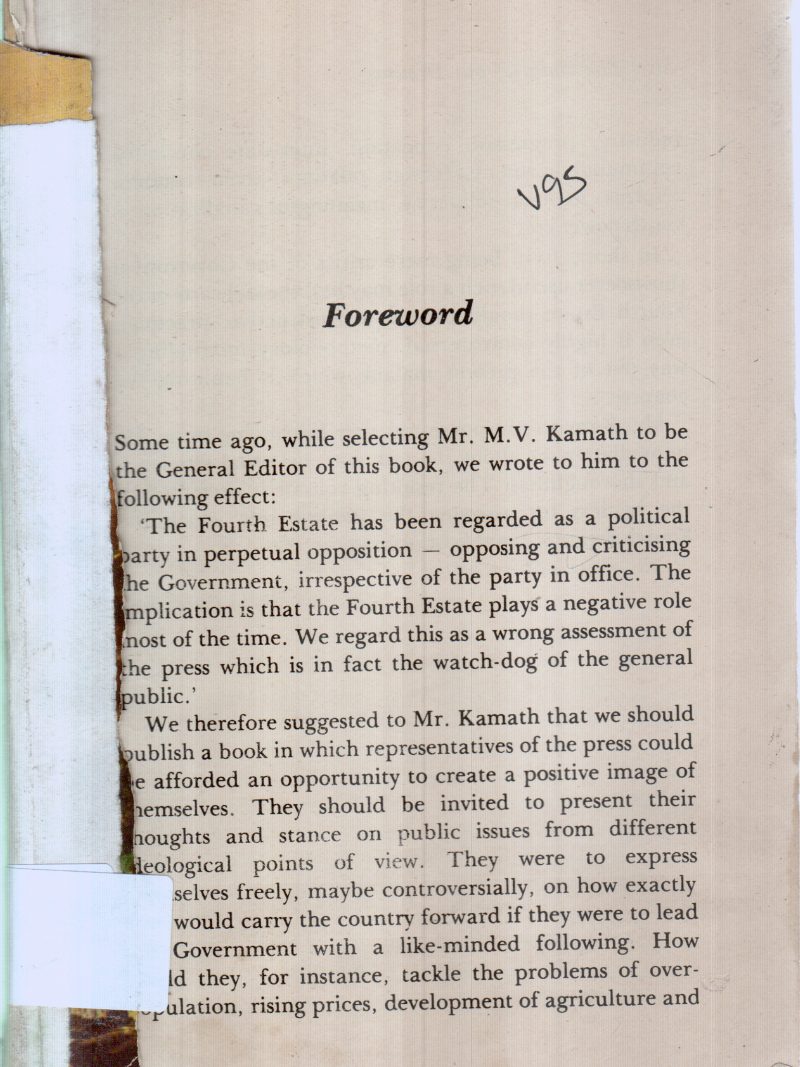 V95
Foreword
Some time ago, while selecting Mr. M.V. Kamath to be
the General Editor of this book, we wrote to him to the
following effect:
‘The Fourth Estate has been regarded as a political
party in perpetual opposition — opposing and criticising
the Government, irrespective of the party in office. The
implication is that the Fourth Estate plays a negative role
most of the time. We regard this as a wrong assessment of
the press which is in fact the watch-dog of the general
public.’
We therefore suggested to Mr. Kamath that we should
publish a book in which representatives of the press could
e afforded an opportunity to create a positive image of
hemselves. They should be invited to present their
houghts and stance on public issues from different
deological points of view. They were to express
selves freely, maybe controversially, on how exactly
would carry the country forward if they were to lead
Government with a like-minded following. How
ld they, for instance, tackle the problems of over-
opulation, rising prices, development of agriculture and